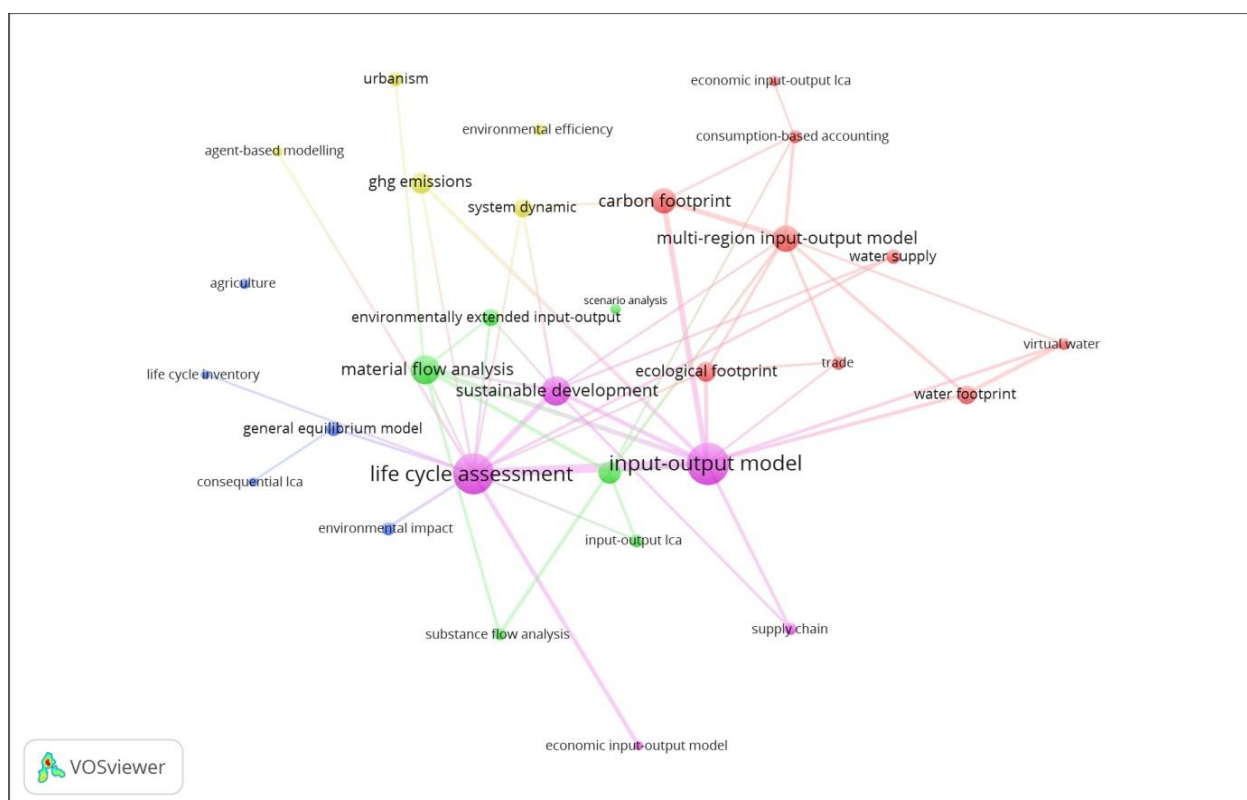 urbanism
economic input-output lca
environmental efficiency
consumption-based accounting
agent-based modelling
ghg emissions
system dynamic
carbon footprint
multi-region input-output model
water supply
agriculture
scenario analysis
environmentally extended input-output
virtual water
life cycle inventory
material flow analysis
sustainable development
ecological footprint
trade
water footprint
general equilibrium model
life cycle assessment
input-output model
consequential lca
environmental impact
input-output lca
substance flow analysis
supply chain
economic input-output model
VOSviewer